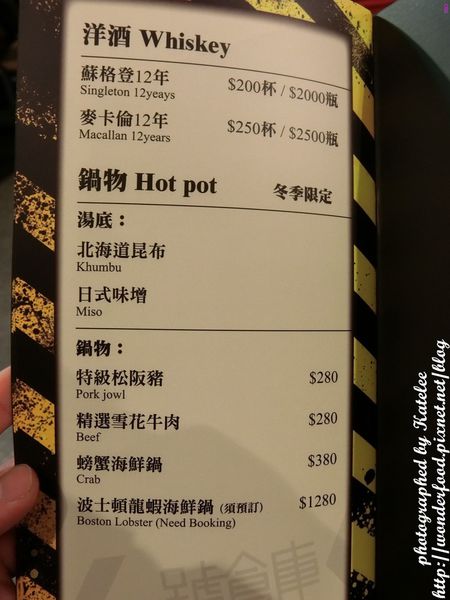 洋酒 Whiskey
蘇格登12年 $200杯 / $2000瓶
Singleton 12yeays
麥卡倫12年 $250杯 / $2500瓶
Macallan 12years
鍋物 Hot pot 冬季限定
湯底：
北海道昆布
Khumbu
日式味增
Miso
鍋物：
特級松阪豬 $280
Pork jowl
精選雪花牛肉 $280
Beef
螃蟹海鮮鍋 $380
Crab
波士頓龍蝦海鮮鍋（須預訂） $1280
Boston Lobster (Need Booking)
號倉庫
photographed by Katelee
http://wonderfood.pixnet.net/blog